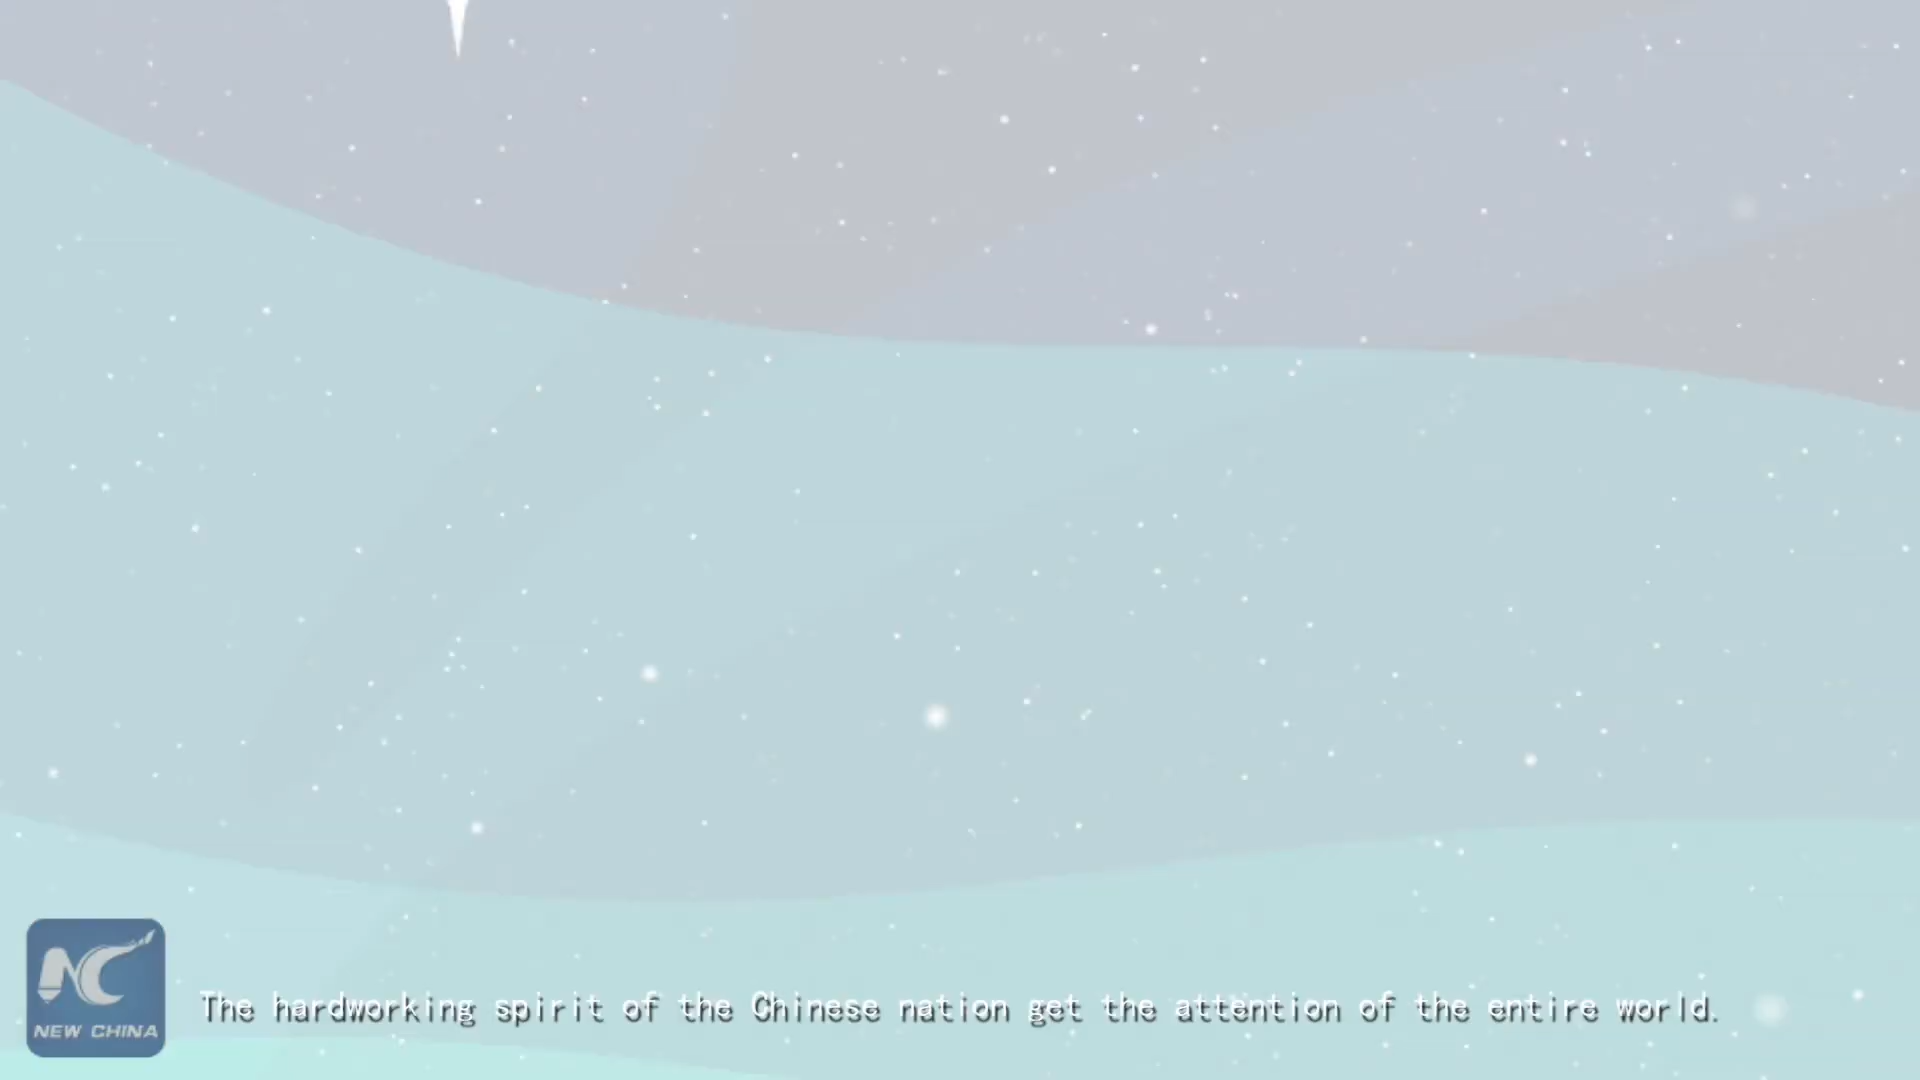 NEW CHINA
The hardworking spirit of the Chinese nation get the attention of the entire world.